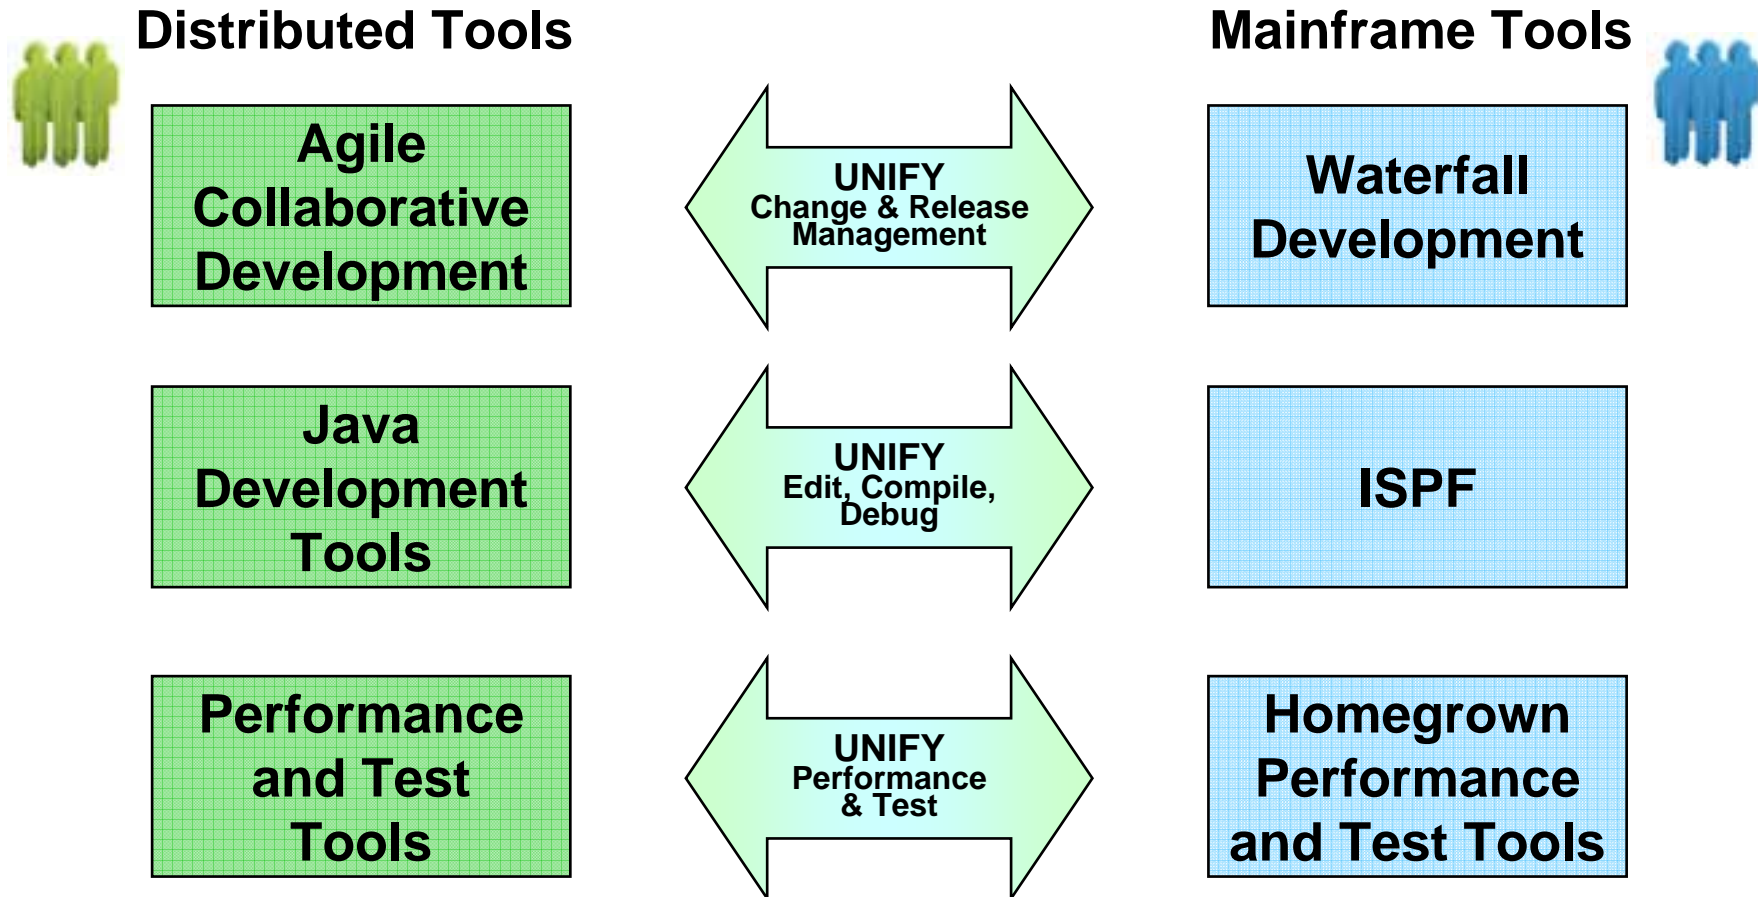 Distributed Tools
Mainframe Tools
Agile
Collaborative
Development
UNIFY
Change & Release
Management
Waterfall
Development
Java
Development
Tools
UNIFY
Edit, Compile,
Debug
ISPF
Performance
and Test
Tools
UNIFY
Performance
& Test
Homegrown
Performance
and Test Tools